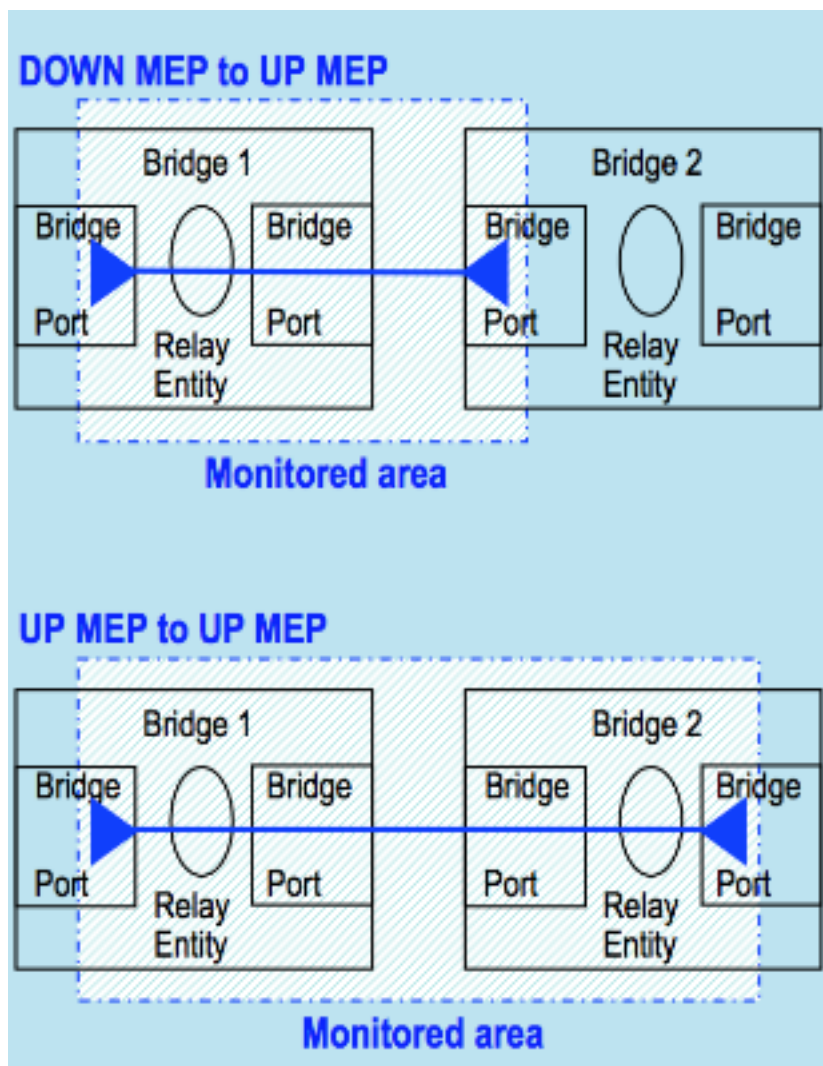 DOWN MEP to UP MEP
Bridge 1
Bridge 2
Bridge
Bridge
Bridge
Bridge
Port
Port
Port
Port
Relay
Entity
Relay
Entity
Monitored area
UP MEP to UP MEP
Bridge 1
Bridge 2
Bridge
Bridge
Bridge
Bridge
Port
Port
Port
Port
Relay
Entity
Relay
Entity
Monitored area